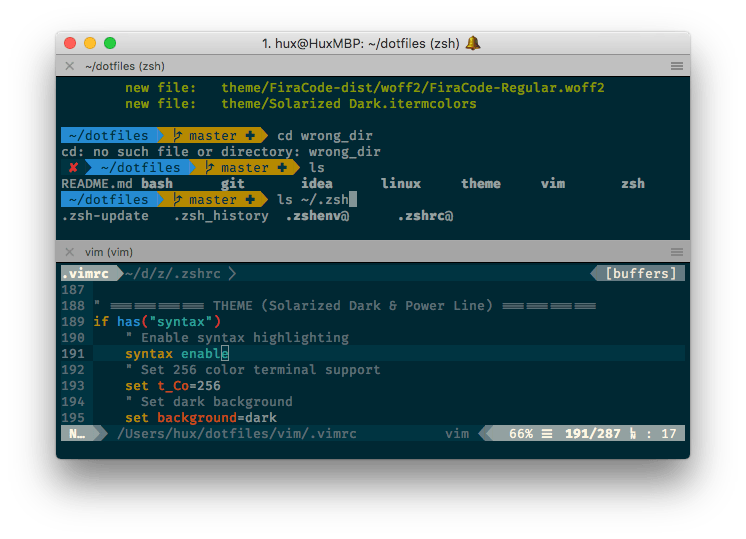 1. hux@HuxMBP: ~/dotfiles (zsh) 🔔
~/dotfiles (zsh)
new file:   theme/FiraCode-dist/woff2/FiraCode-Regular.woff2
new file:   theme/Solarized Dark.itermcolors
~/dotfiles master ✚ cd wrong_dir
cd: no such file or directory: wrong_dir
✘ ~/dotfiles master ✚ ls
README.md bash      git       idea      linux     theme     vim       zsh
~/dotfiles master ✚ ls ~/.zsh
.zsh-update   .zsh_history  .zshenv@      .zshrc@
vim (vim)
.vimrc ~/d/z/.zshrc [buffers]
187
188 " ============ THEME (Solarized Dark & Power Line) ============
189 if has("syntax")
190     " Enable syntax highlighting
191     syntax enable
192     " Set 256 color terminal support
193     set t_Co=256
194     " Set dark background
195     set background=dark
N… /Users/hux/dotfiles/vim/.vimrc vim 66% ☰ 191/287 ㏑ : 17